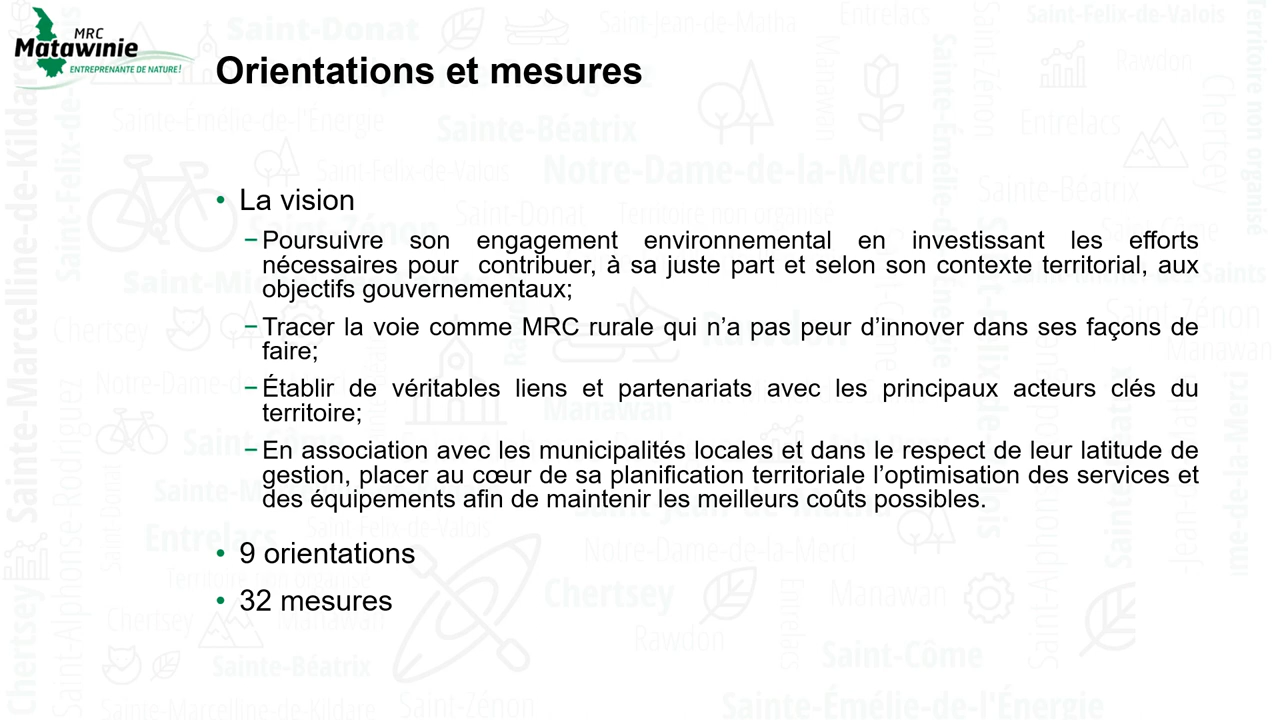 MRC
Matawinie
ENTREPRENANTE DE NATURE!
Orientations et mesures
• La vision
–Poursuivre son engagement environnemental en investissant les efforts
nécessaires pour contribuer, à sa juste part et selon son contexte territorial, aux
objectifs gouvernementaux;
–Tracer la voie comme MRC rurale qui n’a pas peur d’innover dans ses façons de
faire;
–Établir de véritables liens et partenariats avec les principaux acteurs clés du
territoire;
–En association avec les municipalités locales et dans le respect de leur latitude de
gestion, placer au cœur de sa planification territoriale l’optimisation des services et
des équipements afin de maintenir les meilleurs coûts possibles.
• 9 orientations
• 32 mesures